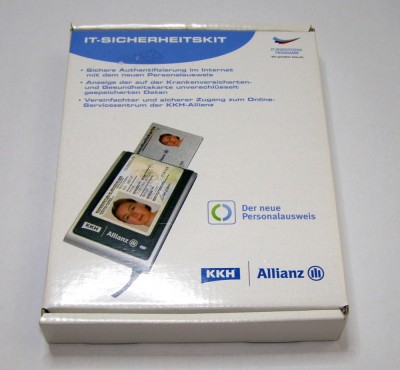 IT-SICHERHEITSKIT
• Sichere Authentifizierung im Internet
mit dem neuen Personalausweis
• Anzeige der auf der Krankenversicherten-
und Gesundheitskarte unverschlüsselt
gespeicherten Daten
• Vereinfachter und sicherer Zugang zum Online-
Servicezentrum der KKH-Allianz
Der neue
Personalausweis
KKH Allianz
KKH Allianz